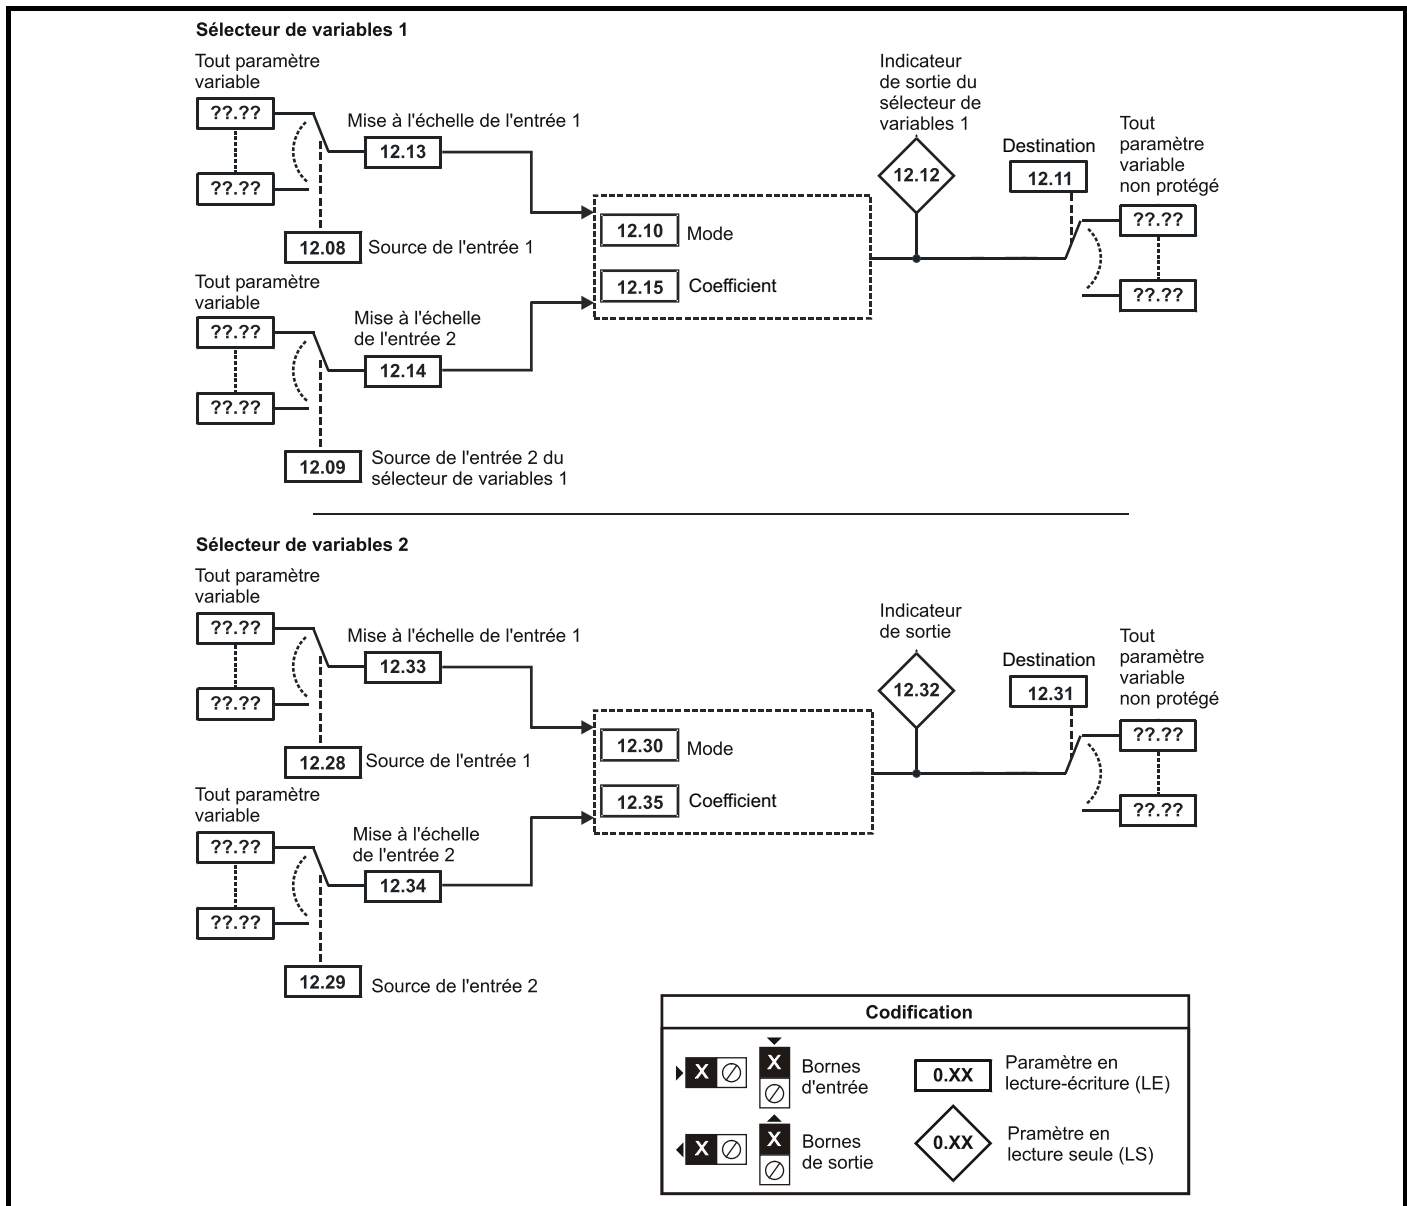 Sélecteur de variables 1
Tout paramètre
variable
??.??
??.??
Mise à l'échelle de l'entrée 1
12.13
12.08
Source de l'entrée 1
Tout paramètre
variable
??.??
??.??
Mise à l'échelle
de l'entrée 2
12.14
12.09
Source de l'entrée 2 du
sélecteur de variables 1
12.10
Mode
12.15
Coefficient
Indicateur
de sortie du
sélecteur de
variables 1
12.12
Destination
12.11
Tout
paramètre
variable
non protégé
??.??
??.??
Sélecteur de variables 2
Tout paramètre
variable
??.??
??.??
Mise à l'échelle de l'entrée 1
12.33
12.28
Source de l'entrée 1
Tout paramètre
variable
??.??
??.??
Mise à l'échelle
de l'entrée 2
12.34
12.29
Source de l'entrée 2
12.30
Mode
12.35
Coefficient
Indicateur
de sortie
12.32
Destination
12.31
Tout
paramètre
variable
non protégé
??.??
??.??
Codification
X
X
Bornes
d'entrée
0.XX
Paramètre en
lecture-écriture (LE)
X
X
Bornes
de sortie
0.XX
Pramètre en
lecture seule (LS)